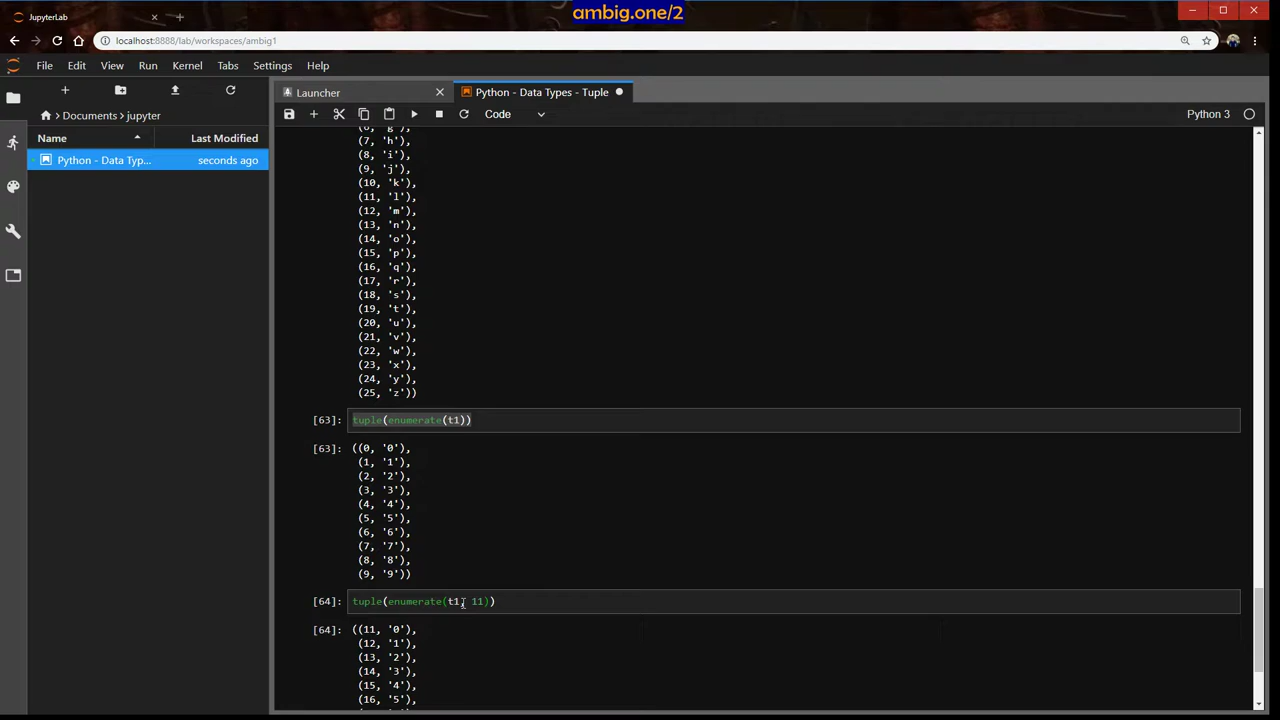 JupyterLab
ambig.one/2
localhost:8888/lab/workspaces/ambig1
File Edit View Run Kernel Tabs Settings Help
Launcher
Python - Data Types - Tuple
Documents jupyter
Code
Python 3
Name Last Modified
Python - Data Typ... seconds ago
(6, 'g'),
(7, 'h'),
(8, 'i'),
(9, 'j'),
(10, 'k'),
(11, 'l'),
(12, 'm'),
(13, 'n'),
(14, 'o'),
(15, 'p'),
(16, 'q'),
(17, 'r'),
(18, 's'),
(19, 't'),
(20, 'u'),
(21, 'v'),
(22, 'w'),
(23, 'x'),
(24, 'y'),
(25, 'z'))
[63]: tuple(enumerate(t1))
[63]: ((0, '0'),
(1, '1'),
(2, '2'),
(3, '3'),
(4, '4'),
(5, '5'),
(6, '6'),
(7, '7'),
(8, '8'),
(9, '9'))
[64]: tuple(enumerate(t1, 11))
[64]: ((11, '0'),
(12, '1'),
(13, '2'),
(14, '3'),
(15, '4'),
(16, '5'),